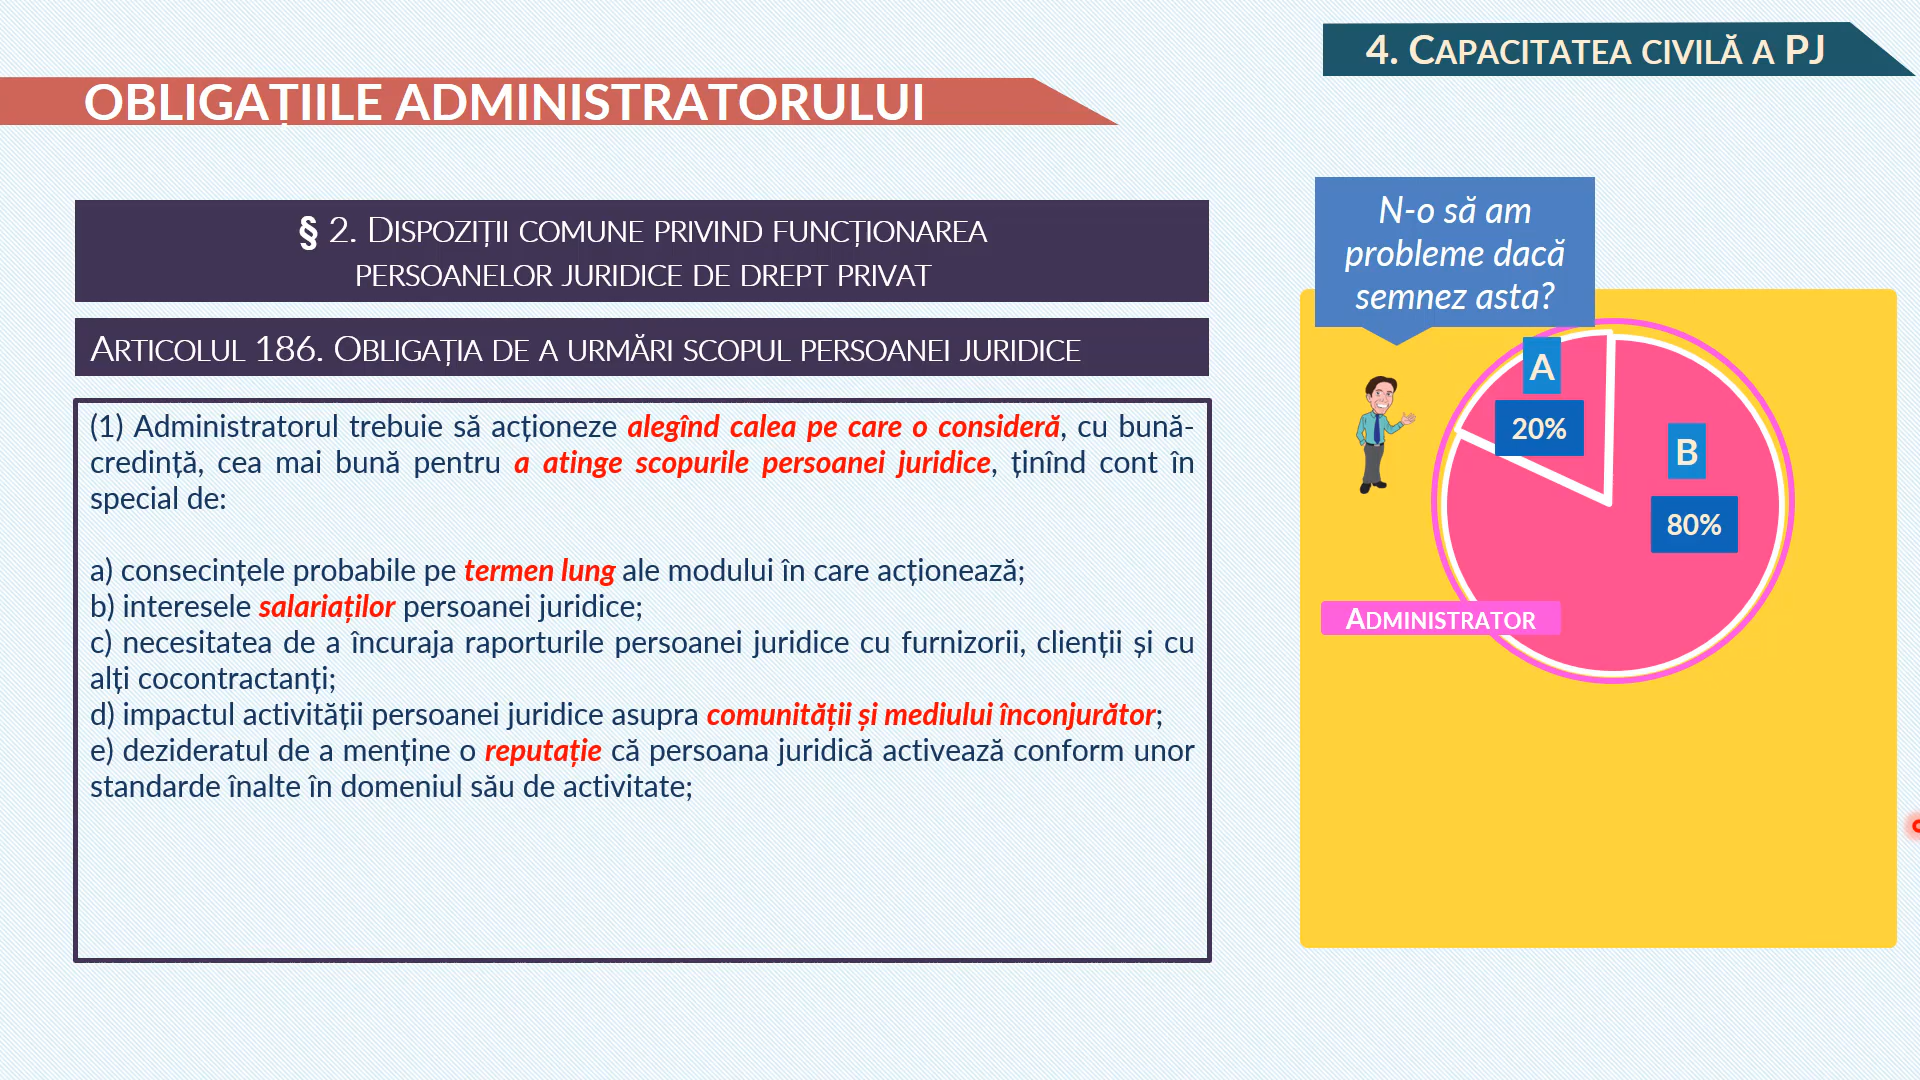 4. CAPACITATEA CIVILĂ A PJ
OBLIGAȚIILE ADMINISTRATORULUI
§ 2. DISPOZIȚII COMUNE PRIVIND FUNCȚIONAREA
PERSOANELOR JURIDICE DE DREPT PRIVAT
ARTICOLUL 186. OBLIGAȚIA DE A URMĂRI SCOPUL PERSOANEI JURIDICE
(1) Administratorul trebuie să acționeze alegînd calea pe care o consideră, cu bună-
credință, cea mai bună pentru a atinge scopurile persoanei juridice, ținînd cont în
special de:
a) consecințele probabile pe termen lung ale modului în care acționează;
b) interesele salariaților persoanei juridice;
c) necesitatea de a încuraja raporturile persoanei juridice cu furnizorii, clienții și cu
alți cocontractanți;
d) impactul activității persoanei juridice asupra comunității și mediului înconjurător;
e) dezideratul de a menține o reputație că persoana juridică activează conform unor
standarde înalte în domeniul său de activitate;
N-o să am
probleme dacă
semnez asta?
A
20%
B
80%
ADMINISTRATOR